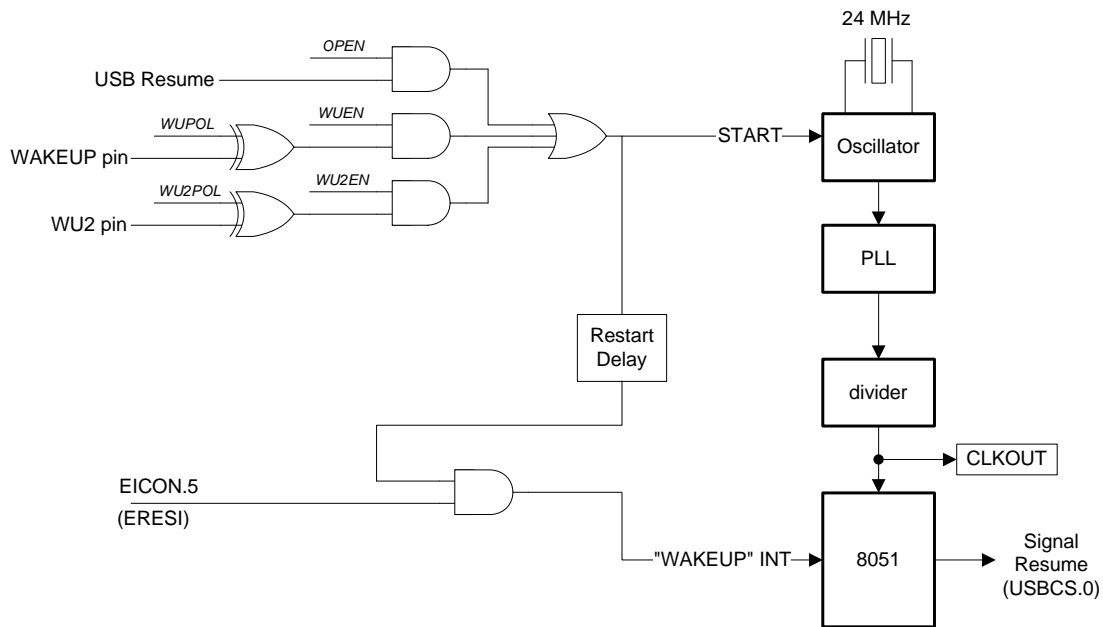 24 MHz
OPEN
USB Resume
WUPOL
WUEN
WAKEUP pin
START
Oscillator
WU2POL
WU2EN
WU2 pin
PLL
Restart
Delay
divider
CLKOUT
EICON.5
(ERESI)
"WAKEUP" INT
8051
Signal
Resume
(USBCS.0)